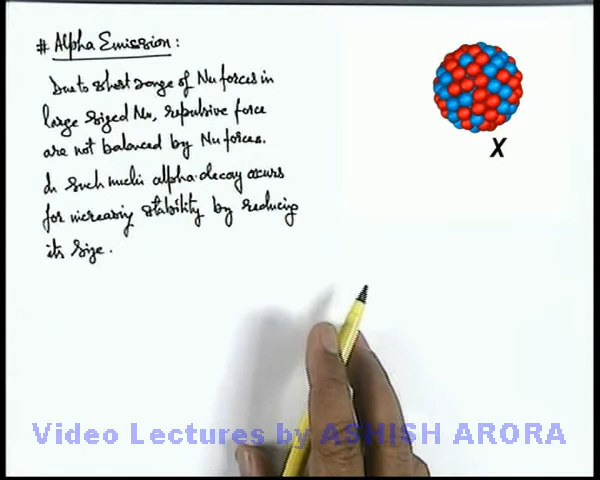 # Alpha Emission :
Due to short range of Nu forces in
large sized Nu, repulsive force
are not balanced by Nu forces.
In such nuclei alpha-decay occurs
for increasing stability by reducing
its size.
X
Video Lectures by ASHISH ARORA